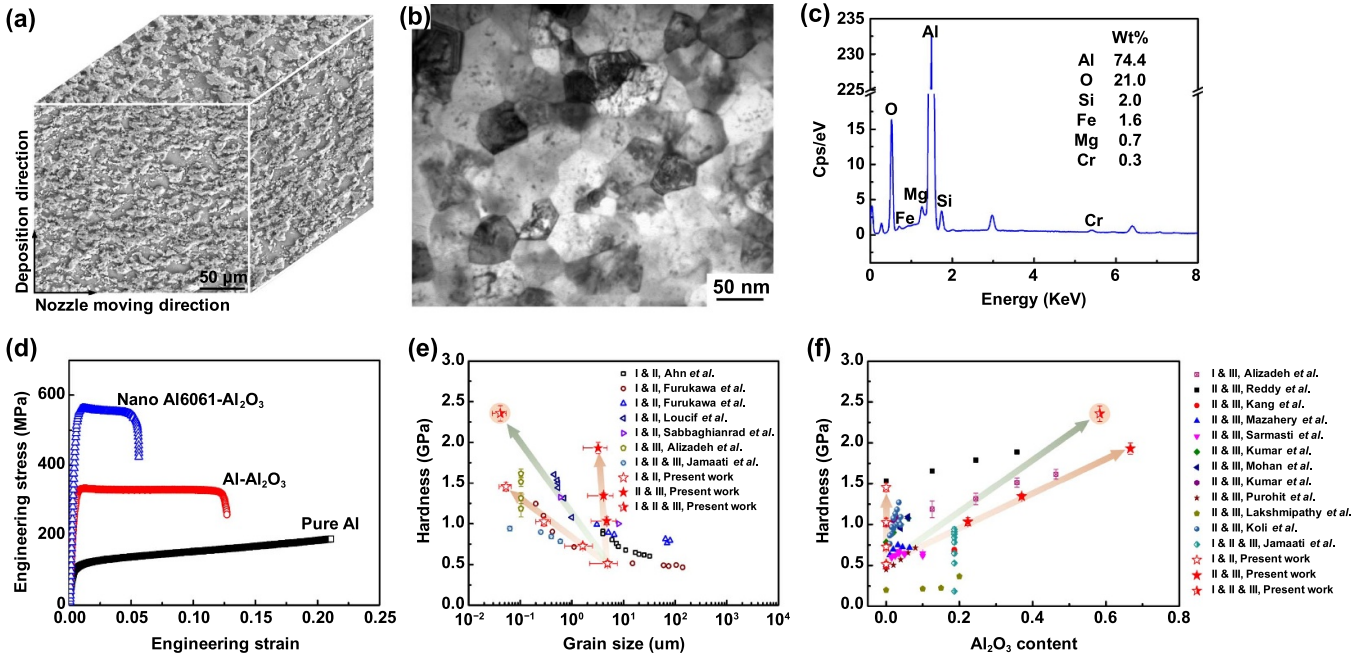 (a)
Deposition direction
50 μm
Nozzle moving direction
(b)
50 nm
(c)
235
230
225
15
10
5
0
Cps/eV
0
2
4
6
8
Energy (KeV)
O
Fe
Mg
Al
Si
Cr
Wt%
Al 74.4
O 21.0
Si 2.0
Fe 1.6
Mg 0.7
Cr 0.3
(d)
600
400
200
0
Engineering stress (MPa)
Nano Al6061-Al₂O₃
Al-Al₂O₃
Pure Al
0.00 0.05 0.10 0.15 0.20 0.25
Engineering strain
(e)
3.0
2.5
2.0
1.5
1.0
0.5
0.0
Hardness (GPa)
I & II, Ahn et al.
I & II, Furukawa et al.
I & II, Furukawa et al.
I & II, Loucif et al.
I & II, Sabbaghianrad et al.
I & III, Alizadeh et al.
I & II & III, Jamaati et al.
I & II, Present work
II & III, Present work
I & II & III, Present work
10⁻² 10⁻¹ 10⁰ 10¹ 10² 10³ 10⁴
Grain size (um)
(f)
3.0
2.5
2.0
1.5
1.0
0.5
0.0
Hardness (GPa)
0.0 0.2 0.4 0.6 0.8
Al₂O₃ content
I & III, Alizadeh et al.
II & III, Reddy et al.
II & III, Kang et al.
II & III, Mazahery et al.
II & III, Sarmasti et al.
II & III, Kumar et al.
II & III, Mohan et al.
II & III, Kumar et al.
II & III, Purohit et al.
II & III, Lakshmipathy et al.
II & III, Koli et al.
I & II & III, Jamaati et al.
I & II, Present work
II & III, Present work
I & II & III, Present work